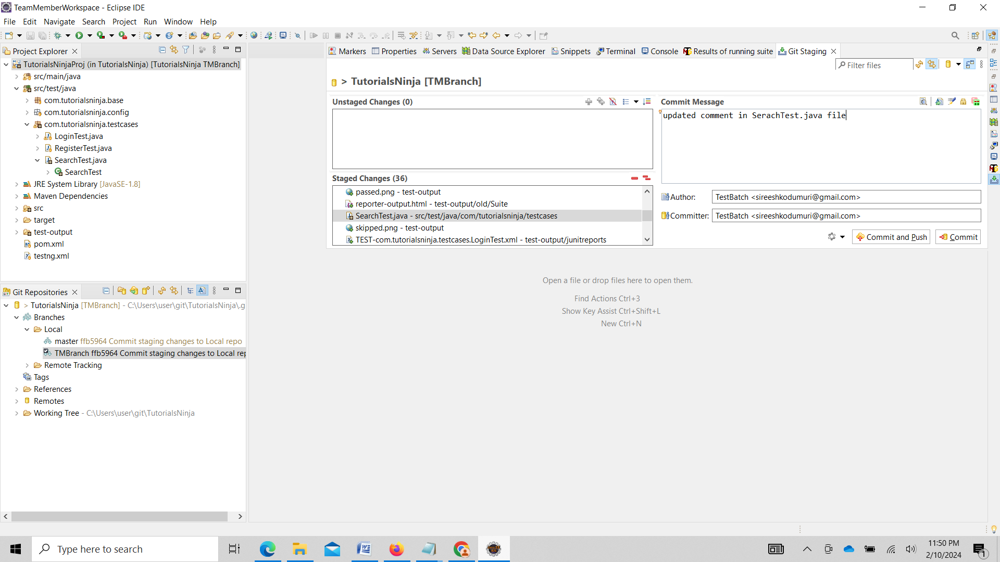 TeamMemberWorkspace - Eclipse IDE
File Edit Navigate Search Project Run Window Help
Project Explorer
TutorialsNinjaProj (in TutorialsNinja) [TutorialsNinja TMBranch]
src/main/java
src/test/java
com.tutorialsninja.base
com.tutorialsninja.config
com.tutorialsninja.testcases
LoginTest.java
RegisterTest.java
SearchTest.java
SearchTest
JRE System Library [JavaSE-1.8]
Maven Dependencies
src
target
test-output
pom.xml
testng.xml
Git Repositories
> TutorialsNinja [TMBranch] - C:\Users\user\git\TutorialsNinja\.g
Branches
Local
master ffb5964 Commit staging changes to Local repo
TMBranch ffb5964 Commit staging changes to Local rep
Remote Tracking
Tags
References
Remotes
Working Tree - C:\Users\user\git\TutorialsNinja
Markers Properties Servers Data Source Explorer Snippets Terminal Console Results of running suite Git Staging
Filter files
> TutorialsNinja [TMBranch]
Unstaged Changes (0)
Staged Changes (36)
passed.png - test-output
reporter-output.html - test-output/old/Suite
SearchTest.java - src/test/java/com/tutorialsninja/testcases
skipped.png - test-output
TEST-com.tutorialsninja.testcases.LoginTest.xml - test-output/junitreports
Commit Message
updated comment in SerachTest.java file
Author: TestBatch <sireeshkodumuri@gmail.com>
Committer: TestBatch <sireeshkodumuri@gmail.com>
Commit and Push Commit
Open a file or drop files here to open them.
Find Actions Ctrl+3
Show Key Assist Ctrl+Shift+L
New Ctrl+N
Type here to search
11:50 PM
2/10/2024
1